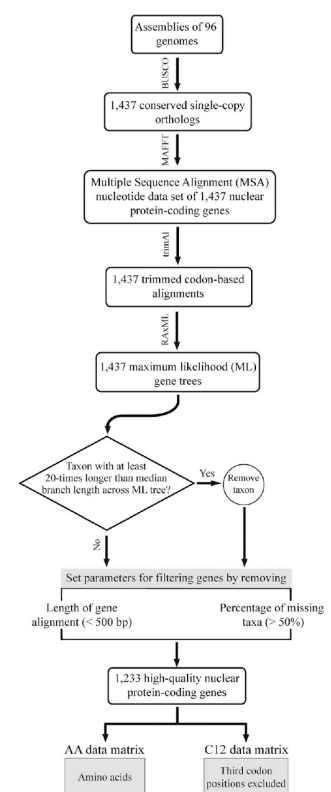 Assemblies of 96
genomes
BUSCO
1,437 conserved single-copy
orthologs
MAFFT
Multiple Sequence Alignment (MSA)
nucleotide data set of 1,437 nuclear
protein-coding genes
trimAl
1,437 trimmed codon-based
alignments
RAxML
1,437 maximum likelihood (ML)
gene trees
Taxon with at least
20-times longer than median
branch length across ML tree?
Yes
Remove
taxon
No
Set parameters for filtering genes by removing
Length of gene
alignment (< 500 bp)
Percentage of missing
taxa (> 50%)
1,233 high-quality nuclear
protein-coding genes
AA data matrix
Amino acids
C12 data matrix
Third codon
positions excluded